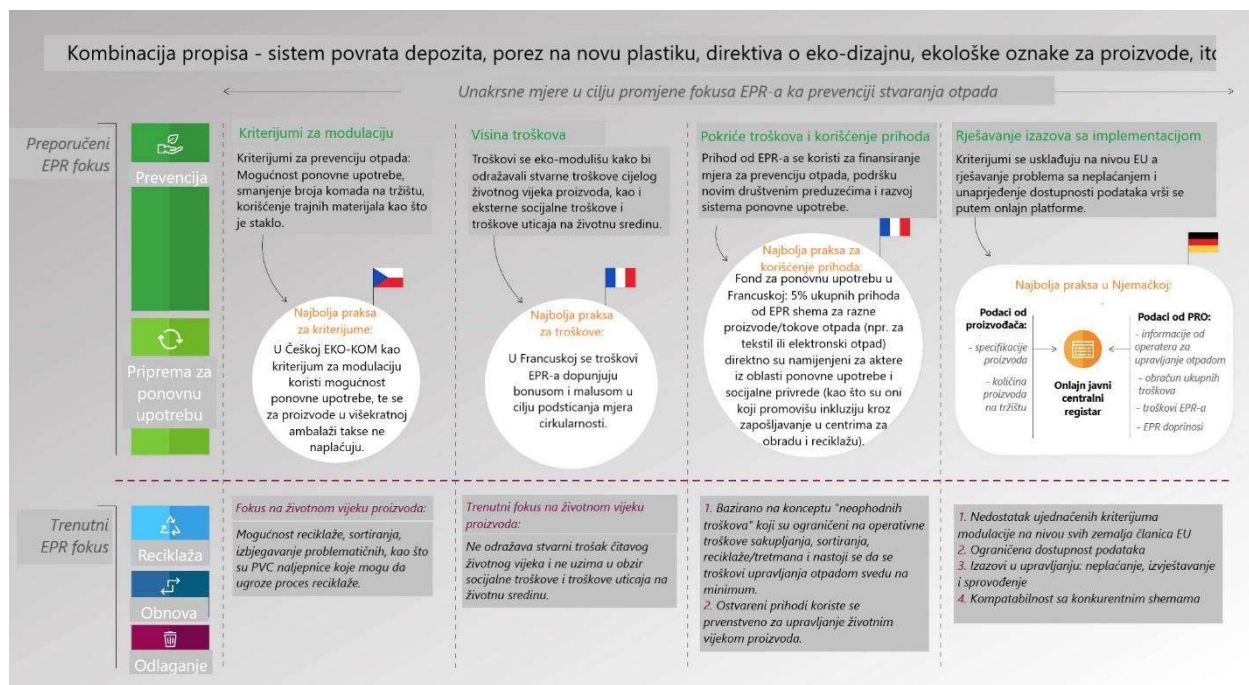 Kombinacija propisa - sistem povrata depozita, porez na novu plastiku, direktiva o eko-dizajnu, ekološke oznake za proizvode,
Unakrsne mjere u cilju promjene fokusa EPR-a ka prevenciji stvaranja otpada
Preporučeni
EPR fokus
Prevencija
Priprema za
ponovnu
upotrebu
Kriterijumi za modulaciju
Kriterijumi za prevenciju otpada:
Mogućnost ponovne upotrebe,
smanjenje broja komada na tržištu,
korišćenje trajnih materijala kao što
je staklo.
Najbolja praksa
za kriterijume:
U Češkoj EKO-KOM kao
kriterijum za modulaciju
koristi mogućnost
ponovne upotrebe, te se
za proizvode u višekratnoj
ambalaži takse ne
naplaćuju.
Visina troškova
Troškovi se eko-modulišu kako bi
odražavali stvarne troškove cijelog
životnog vijeka proizvoda, kao i
eksterne socijalne troškove i
troškove uticaja na životnu sredinu.
Najbolja praksa
za troškove:
U Francuskoj se troškovi
EPR-a dopunjuju
bonusom i malusom u
cilju podsticanja mjera
cirkularnosti.
Pokriće troškova i korišćenje prihoda
Prihod od EPR-a se koristi za finansiranje
mjera za prevenciju otpada, podršku
novim društvenim preduzećima i razvoj
sistema ponovne upotrebe.
Najbolja praksa za
korišćenje prihoda:
Fond za ponovnu upotrebu u
Francuskoj: 5% ukupnih prihoda
od EPR shema za razne
proizvode/tokove otpada (npr. za
tekstil ili elektronski otpad)
direktno su namijenjeni za aktere
iz oblasti ponovne upotrebe i
socijalne privrede (kao što su oni
koji promovišu inkluziju kroz
zapošljavanje u centrima za
obradu i reciklažu).
Rješavanje izazova sa implementacijom
Kriterijumi se usklađuju na nivou EU a
rješavanje problema sa neplaćanjem i
unaprjeđenje dostupnosti podataka vrši se
putem onlajn platforme.
Najbolja praksa u Njemačkoj:
Podaci od
proizvođača:
- specifikacije
proizvoda
- količina
proizvoda
na tržištu
Onlajn javni
centralni
registar
Podaci od PRO:
- informacije od
operatera za
upravljanje otpadom
- obračun ukupnih
troškova
- troškovi EPR-a
- EPR doprinosi
Trenutni
EPR fokus
Reciklaža
Obnova
Odlaganje
Fokus na životnom vijeku proizvoda:
Mogućnost reciklaže, sortiranja,
izbjegavanje problematičnih, kao što
su PVC naljepnice koje mogu da
ugroze proces reciklaže.
Trenutni fokus na životnom vijeku
proizvoda:
Ne odražava stvarni trošak čitavog
životnog vijeka i ne uzima u obzir
socijalne troškove i troškove uticaja na
životnu sredinu.
1. Bazirano na konceptu "neophodnih
troškova" koji su ograničeni na operativne
troškove sakupljanja, sortiranja,
reciklaže/tretmana i nastoji se da se
troškovi upravljanja otpadom svedu na
minimum.
2. Ostvareni prihodi koriste se
prvenstveno za upravljanje životnim
vijekom proizvoda.
1. Nedostatak ujednačenih kriterijuma
modulacije na nivou svih zemalja članica EU
2. Ograničena dostupnost podataka
3. Izazovi u upravljanju: neplaćanje, izvještavanje
i sprovođenje
4. Kompatabilnost sa konkurentnim shemama